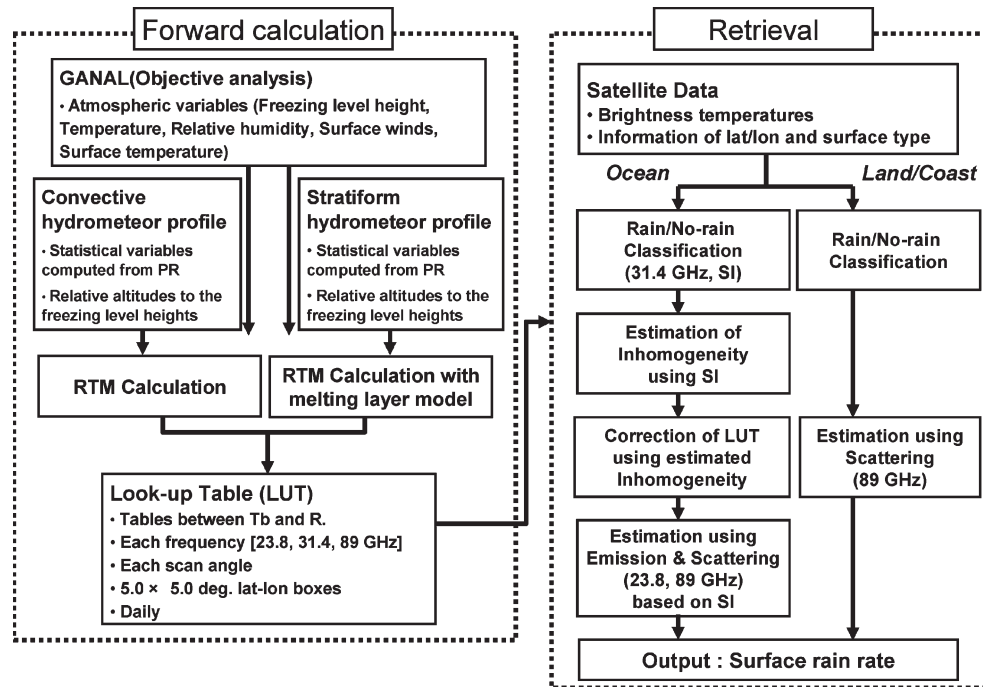 Forward calculation
GANAL(Objective analysis)
• Atmospheric variables (Freezing level height,
Temperature, Relative humidity, Surface winds,
Surface temperature)
Convective
hydrometeor profile
• Statistical variables
computed from PR
• Relative altitudes to the
freezing level heights
Stratiform
hydrometeor profile
• Statistical variables
computed from PR
• Relative altitudes to the
freezing level heights
RTM Calculation
RTM Calculation with
melting layer model
Look-up Table (LUT)
• Tables between Tb and R.
• Each frequency [23.8, 31.4, 89 GHz]
• Each scan angle
• 5.0 × 5.0 deg. lat-lon boxes
• Daily
Retrieval
Satellite Data
• Brightness temperatures
• Information of lat/lon and surface type
Ocean
Land/Coast
Rain/No-rain
Classification
(31.4 GHz, SI)
Estimation of
Inhomogeneity
using SI
Correction of LUT
using estimated
Inhomogeneity
Estimation using
Emission & Scattering
(23.8, 89 GHz)
based on SI
Rain/No-rain
Classification
Estimation using
Scattering
(89 GHz)
Output : Surface rain rate